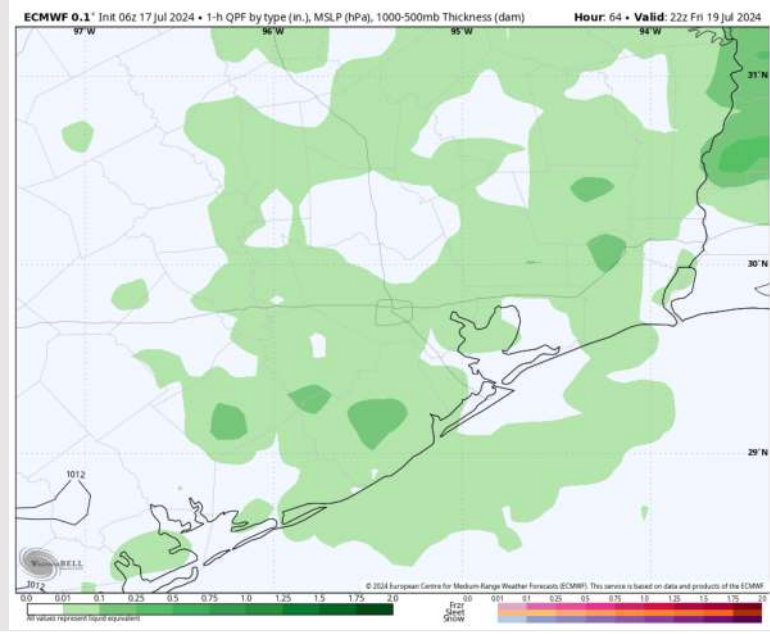 ECMWF 0.1° Init 06z 17 Jul 2024 • 1-h QPF by type (in.), MSLP (hPa), 1000-500mb Thickness (dam) Hour: 64 • Valid: 22z Fri 19 Jul 2024
97°W 96°W 95°W 94°W
31°N
30°N
29°N
1012
1012
WeatherBELL
© 2024 European Centre for Medium-Range Weather Forecasts (ECMWF). This service is based on data and products of the ECMWF.
0.0 0.01 0.1 0.25 0.5 0.75 1.0 1.25 1.5 1.75 2.0
All values represent liquid equivalent
0.0 0.01 0.1 0.25 0.5 0.75 1.0 1.25 1.5 1.75 2.0
Frzr
Sleet
Snow